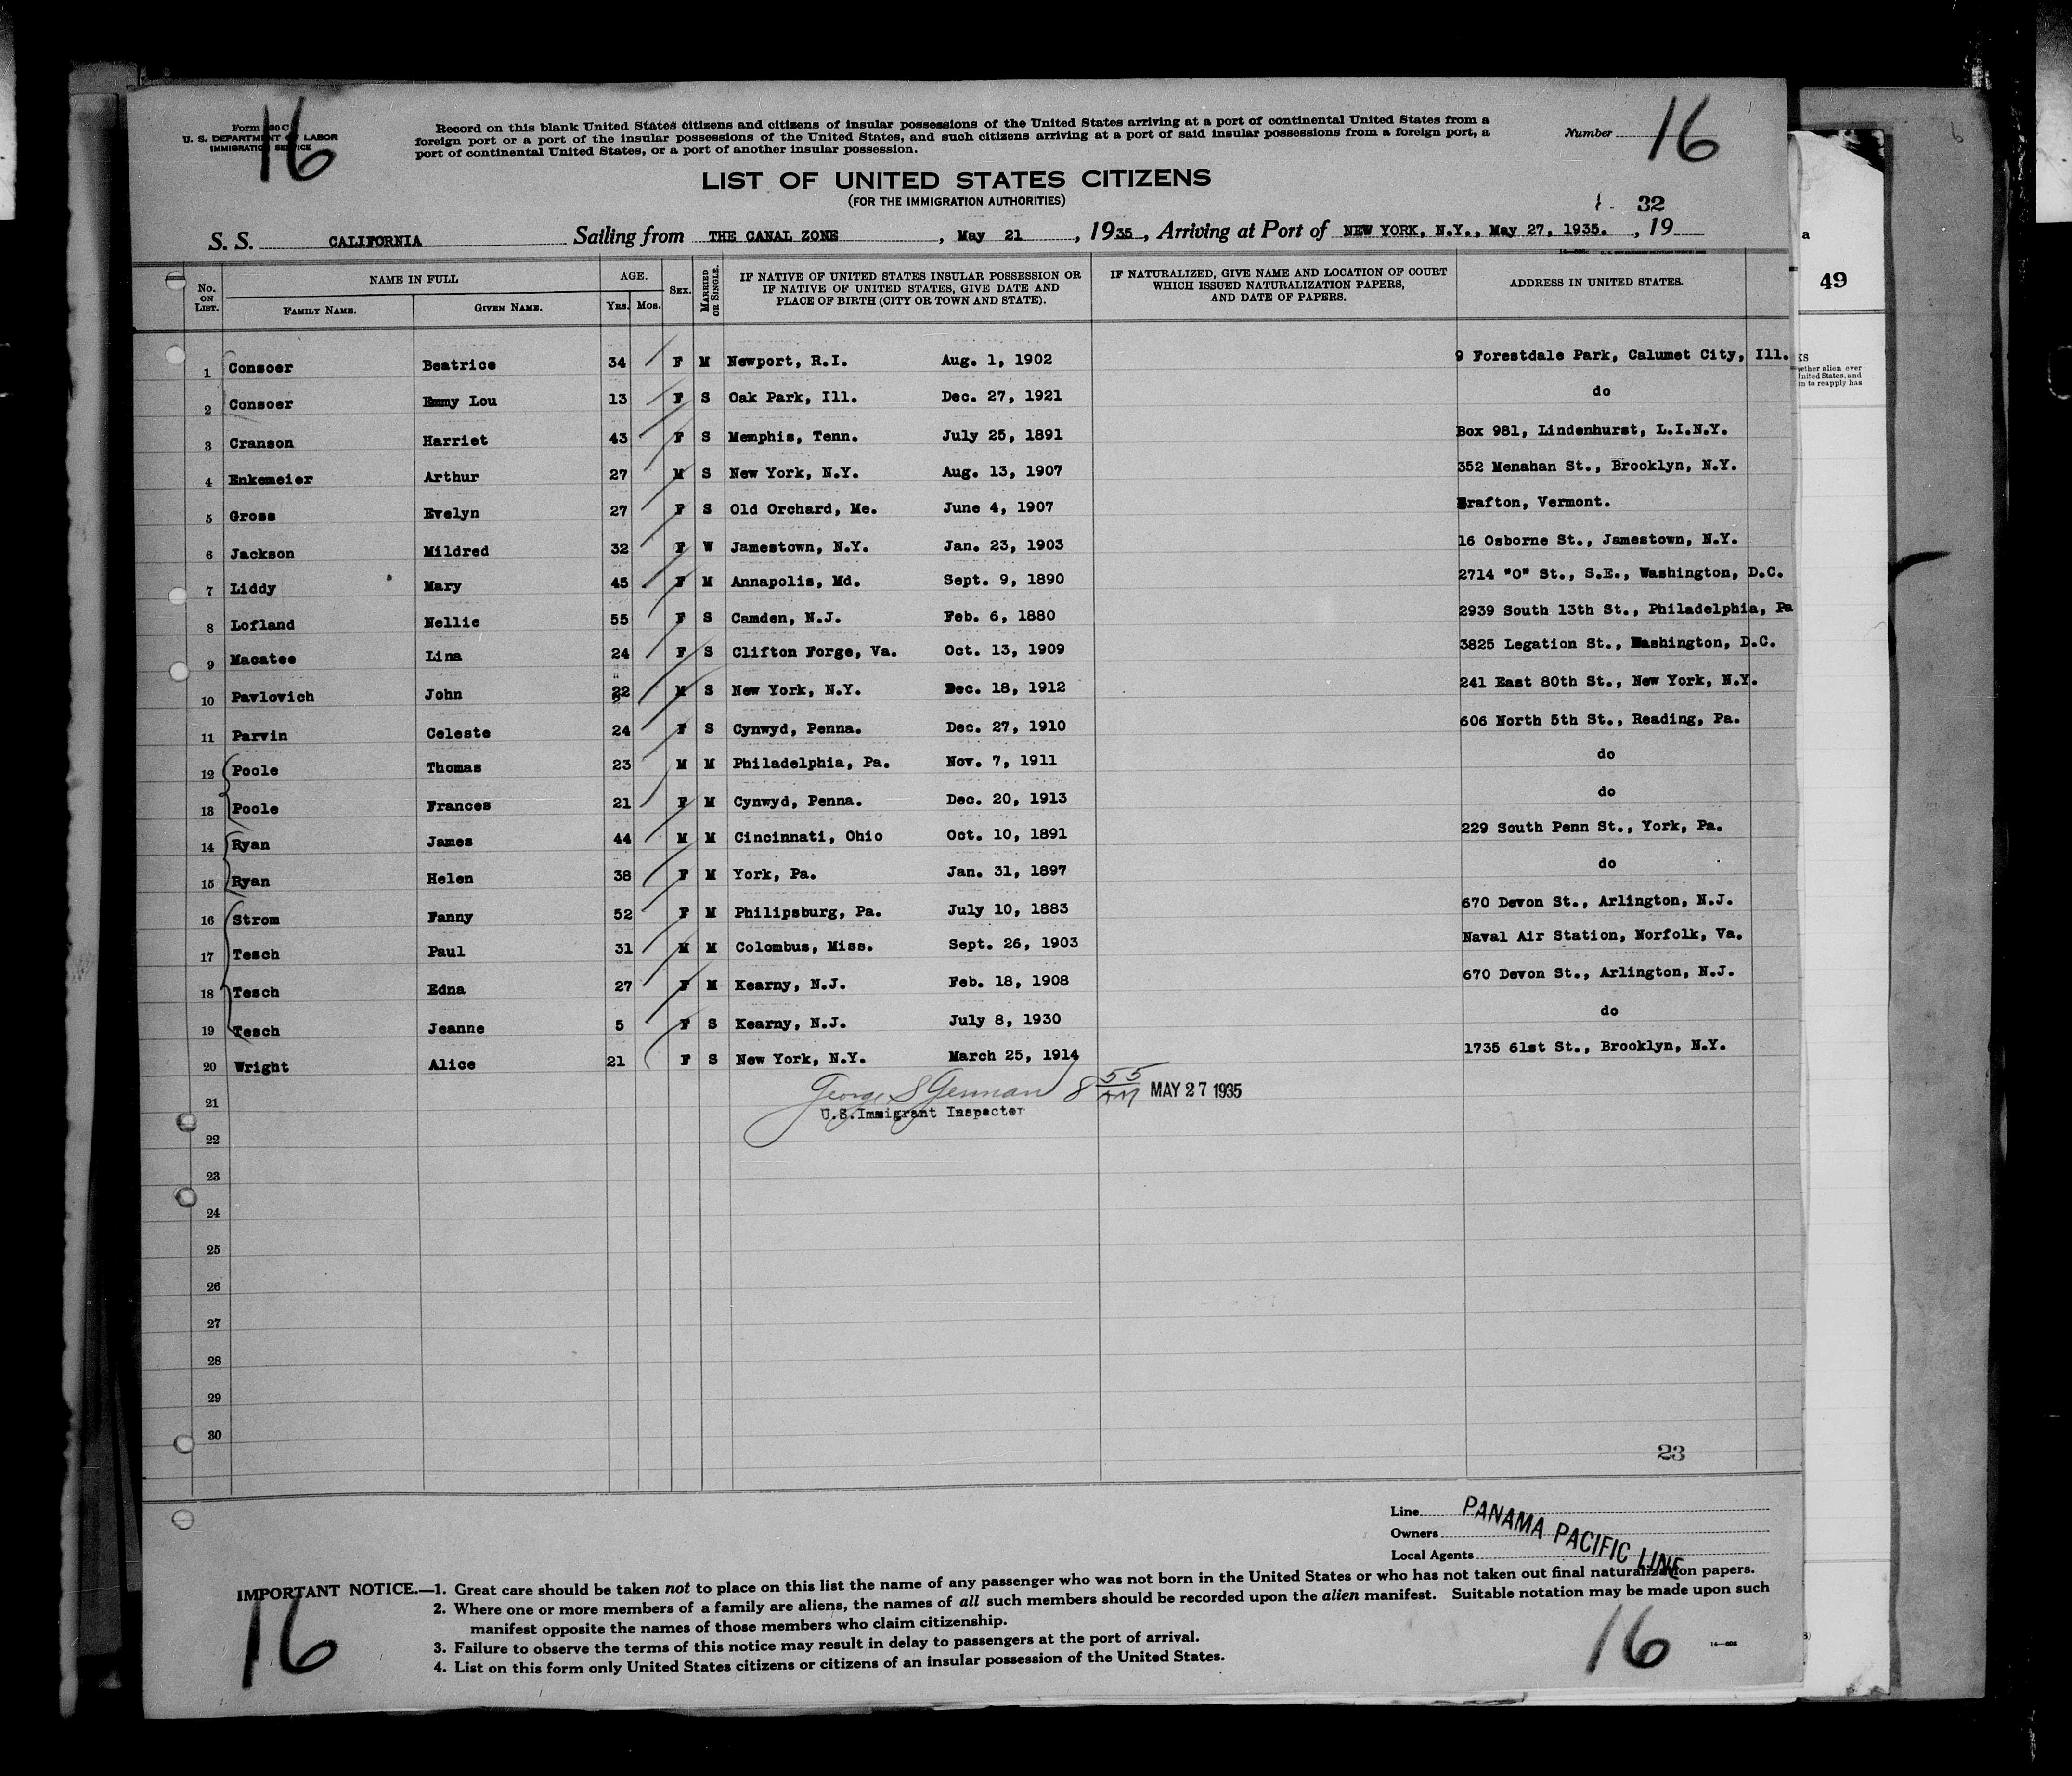 16
16
Form 630 C
U. S. DEPARTMENT OF LABOR
IMMIGRATION SERVICE
Record on this blank United States citizens and citizens of insular possessions of the United States arriving at a port of continental United States from a
foreign port or a port of the insular possessions of the United States, and such citizens arriving at a port of said insular possessions from a foreign port, a
port of continental United States, or a port of another insular possession.
Number
LIST OF UNITED STATES CITIZENS
(FOR THE IMMIGRATION AUTHORITIES)
32
S. S. CALIFORNIA Sailing from THE CANAL ZONE, May 21, 1935, Arriving at Port of NEW YORK, N.Y., May 27, 1935. , 19
No. ON LIST. NAME IN FULL AGE. SEX. MARRIED OR SINGLE. IF NATIVE OF UNITED STATES INSULAR POSSESSION OR IF NATIVE OF UNITED STATES, GIVE DATE AND PLACE OF BIRTH (CITY OR TOWN AND STATE). IF NATURALIZED, GIVE NAME AND LOCATION OF COURT WHICH ISSUED NATURALIZATION PAPERS, AND DATE OF PAPERS. ADDRESS IN UNITED STATES.
FAMILY NAME. GIVEN NAME. YRS. MOS.
1 Consoer Beatrice 34 F M Newport, R.I. Aug. 1, 1902 9 Forestdale Park, Calumet City, Ill.
2 Consoer Emmy Lou 13 F S Oak Park, Ill. Dec. 27, 1921 do
3 Cranson Harriet 43 F S Memphis, Tenn. July 25, 1891 Box 981, Lindenhurst, L.I.N.Y.
4 Enkemeier Arthur 27 M S New York, N.Y. Aug. 13, 1907 352 Menahan St., Brooklyn, N.Y.
5 Gross Evelyn 27 F S Old Orchard, Me. June 4, 1907 Grafton, Vermont.
6 Jackson Mildred 32 F W Jamestown, N.Y. Jan. 23, 1903 16 Osborne St., Jamestown, N.Y.
7 Liddy Mary 45 F M Annapolis, Md. Sept. 9, 1890 2714 "O" St., S.E., Washington, D.C.
8 Lofland Nellie 55 F S Camden, N.J. Feb. 6, 1880 2939 South 13th St., Philadelphia, Pa
9 Macatee Lina 24 F S Clifton Forge, Va. Oct. 13, 1909 3825 Legation St., Washington, D.C.
10 Pavlovich John 22 M S New York, N.Y. Dec. 18, 1912 241 East 80th St., New York, N.Y.
11 Parvin Celeste 24 F S Cynwyd, Penna. Dec. 27, 1910 606 North 5th St., Reading, Pa.
12 Poole Thomas 23 M M Philadelphia, Pa. Nov. 7, 1911 do
13 Poole Frances 21 F M Cynwyd, Penna. Dec. 20, 1913 do
14 Ryan James 44 M M Cincinnati, Ohio Oct. 10, 1891 229 South Penn St., York, Pa.
15 Ryan Helen 38 F M York, Pa. Jan. 31, 1897 do
16 Strom Fanny 52 F M Philipsburg, Pa. July 10, 1883 670 Devon St., Arlington, N.J.
17 Tesch Paul 31 M M Colombus, Miss. Sept. 26, 1903 Naval Air Station, Norfolk, Va.
18 Tesch Edna 27 F M Kearny, N.J. Feb. 18, 1908 670 Devon St., Arlington, N.J.
19 Tesch Jeanne 5 F S Kearny, N.J. July 8, 1930 do
20 Wright Alice 21 F S New York, N.Y. March 25, 1914 1735 61st St., Brooklyn, N.Y.
George S German 8 55 AM MAY 27 1935
21
U.S.Immigrant Inspector
22
23
24
25
26
27
28
29
30
23
Line PANAMA PACIFIC LINE
Owners
Local Agents
IMPORTANT NOTICE.—1. Great care should be taken not to place on this list the name of any passenger who was not born in the United States or who has not taken out final naturalization papers.
2. Where one or more members of a family are aliens, the names of all such members should be recorded upon the alien manifest. Suitable notation may be made upon such
manifest opposite the names of those members who claim citizenship.
3. Failure to observe the terms of this notice may result in delay to passengers at the port of arrival.
4. List on this form only United States citizens or citizens of an insular possession of the United States.
16
16
14—808
a
49
KS
whether alien ever
United States, and
to reapply has